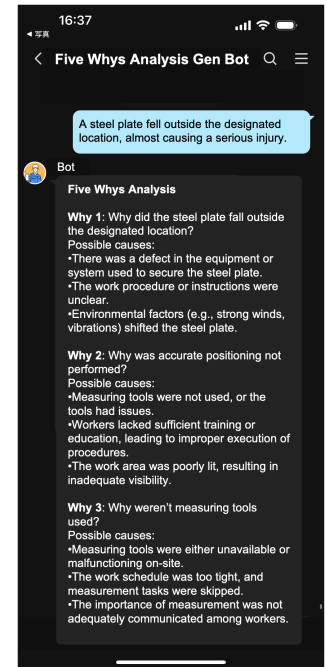 16:37
◀ 写真
Five Whys Analysis Gen Bot
A steel plate fell outside the designated
location, almost causing a serious injury.
Bot
Five Whys Analysis
Why 1: Why did the steel plate fall outside
the designated location?
Possible causes:
•There was a defect in the equipment or
system used to secure the steel plate.
•The work procedure or instructions were
unclear.
•Environmental factors (e.g., strong winds,
vibrations) shifted the steel plate.
Why 2: Why was accurate positioning not
performed?
Possible causes:
•Measuring tools were not used, or the
tools had issues.
•Workers lacked sufficient training or
education, leading to improper execution of
procedures.
•The work area was poorly lit, resulting in
inadequate visibility.
Why 3: Why weren't measuring tools
used?
Possible causes:
•Measuring tools were either unavailable or
malfunctioning on-site.
•The work schedule was too tight, and
measurement tasks were skipped.
•The importance of measurement was not
adequately communicated among workers.